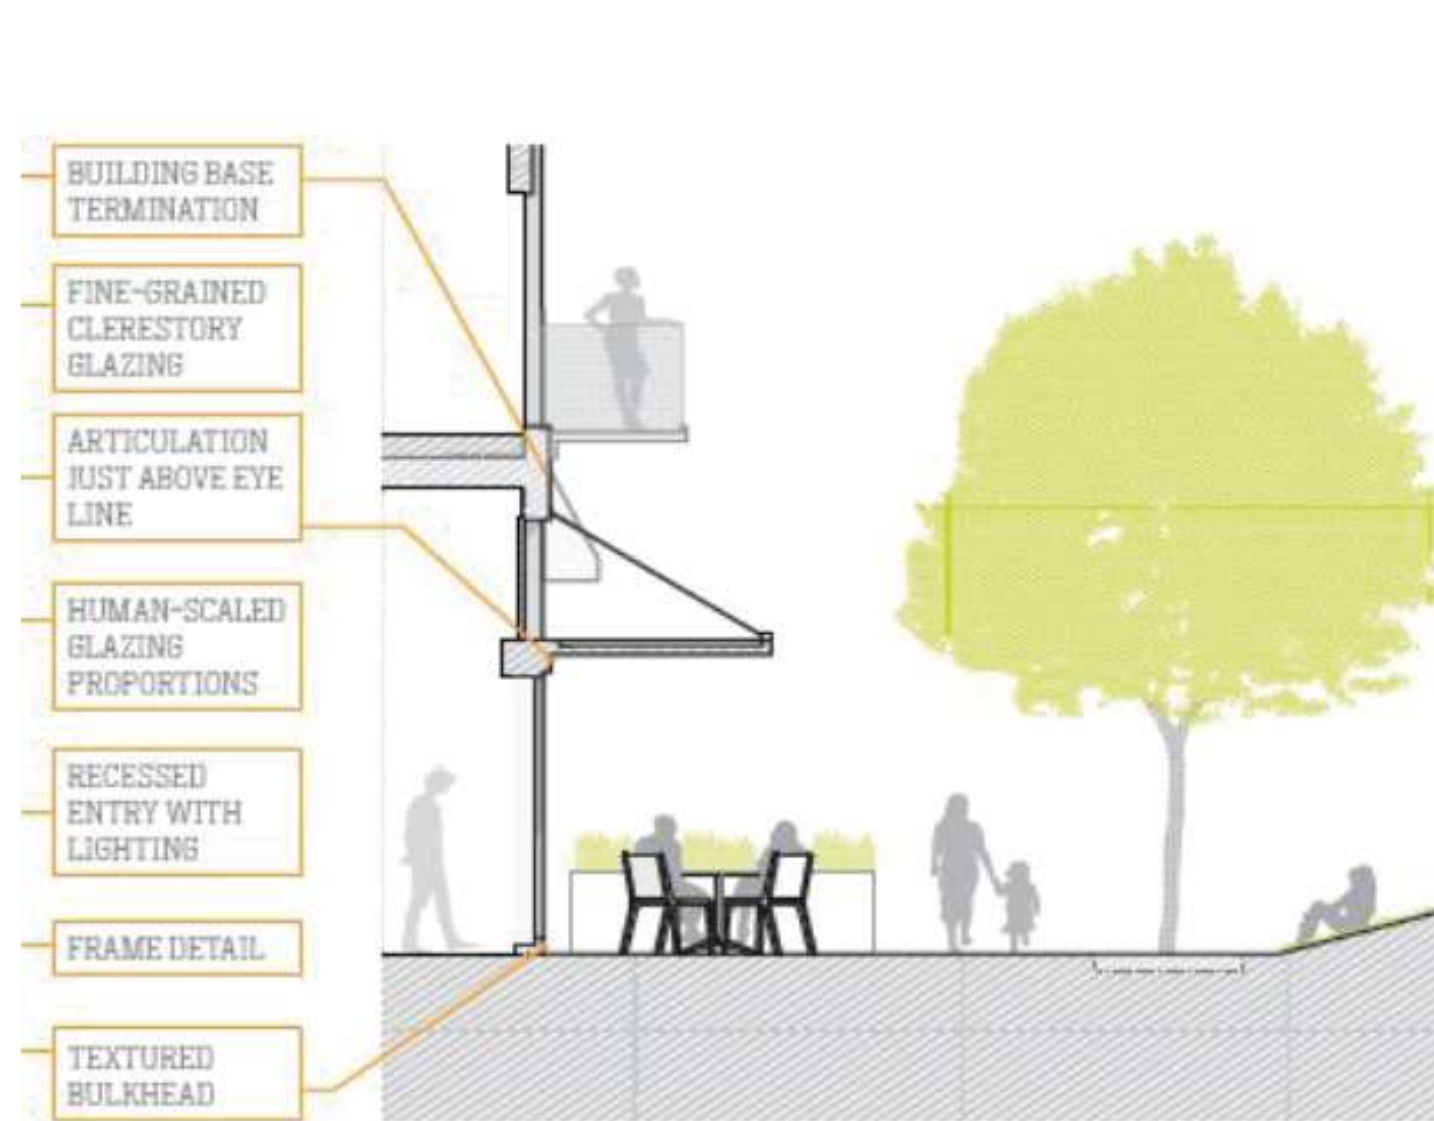 BUILDING BASE
TERMINATION
FINE-GRAINED
CLERESTORY
GLAZING
ARTICULATION
JUST ABOVE EYE
LINE
HUMAN-SCALED
GLAZING
PROPORTIONS
RECESSED
ENTRY WITH
LIGHTING
FRAME DETAIL
TEXTURED
BULKHEAD